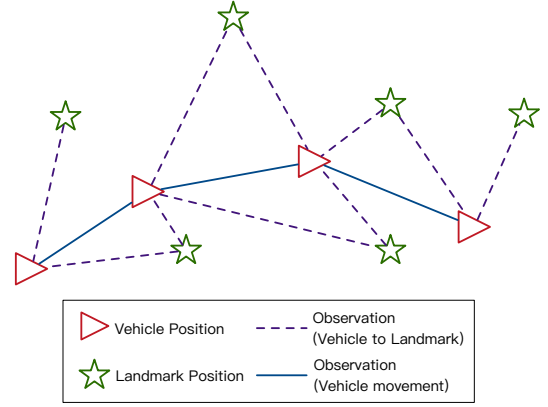 Vehicle Position
Observation
(Vehicle to Landmark)
Landmark Position
Observation
(Vehicle movement)